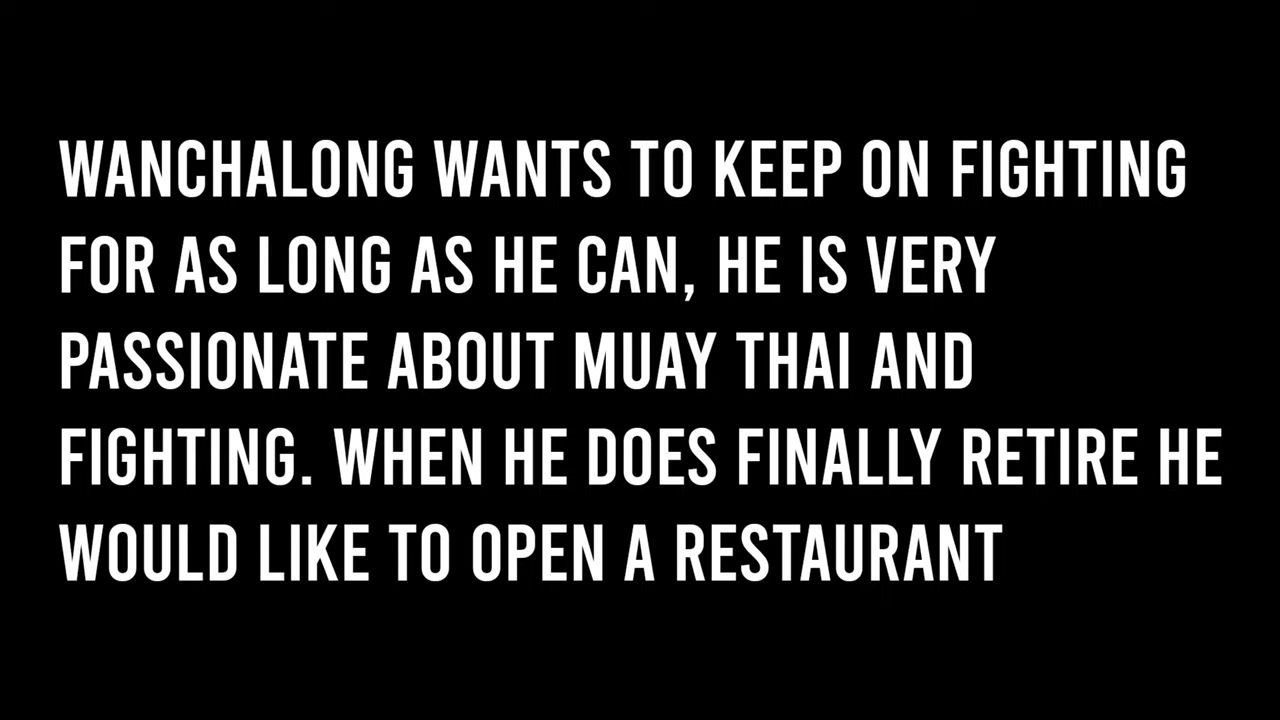 WANCHALONG WANTS TO KEEP ON FIGHTING
FOR AS LONG AS HE CAN, HE IS VERY
PASSIONATE ABOUT MUAY THAI AND
FIGHTING. WHEN HE DOES FINALLY RETIRE HE
WOULD LIKE TO OPEN A RESTAURANT